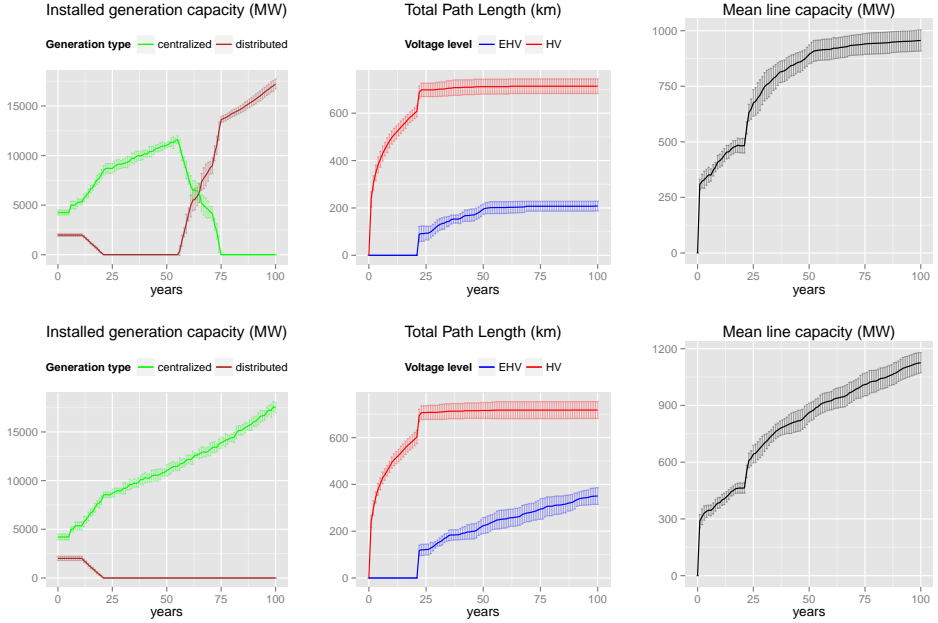 Installed generation capacity (MW)
Generation type centralized distributed
15000
10000
5000
0
0 25 50 75 100
years
Total Path Length (km)
Voltage level EHV HV
600
400
200
0
0 25 50 75 100
years
Mean line capacity (MW)
1000
750
500
250
0
0 25 50 75 100
years
Installed generation capacity (MW)
Generation type centralized distributed
15000
10000
5000
0
0 25 50 75 100
years
Total Path Length (km)
Voltage level EHV HV
600
400
200
0
0 25 50 75 100
years
Mean line capacity (MW)
1200
900
600
300
0
0 25 50 75 100
years